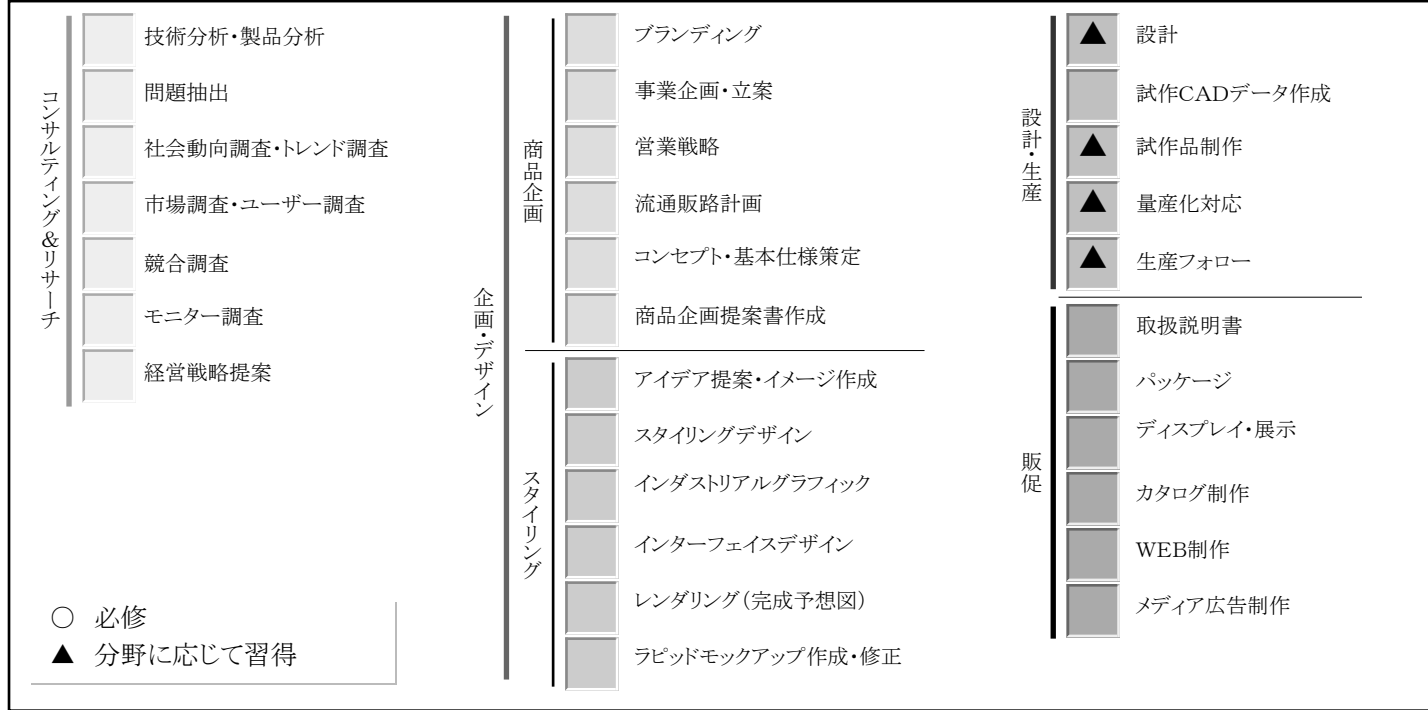 コンサルティング&リサーチ
技術分析・製品分析
問題抽出
社会動向調査・トレンド調査
市場調査・ユーザー調査
競合調査
モニター調査
経営戦略提案
企画・デザイン
商品企画
ブランディング
事業企画・立案
営業戦略
流通販路計画
コンセプト・基本仕様策定
商品企画提案書作成
スタイリング
アイデア提案・イメージ作成
スタイリングデザイン
インダストリアルグラフィック
インターフェイスデザイン
レンダリング(完成予想図)
ラピッドモックアップ作成・修正
設計・生産
▲ 設計
試作CADデータ作成
▲ 試作品制作
▲ 量産化対応
▲ 生産フォロー
販促
取扱説明書
パッケージ
ディスプレイ・展示
カタログ制作
WEB制作
メディア広告制作
○ 必修
▲ 分野に応じて習得